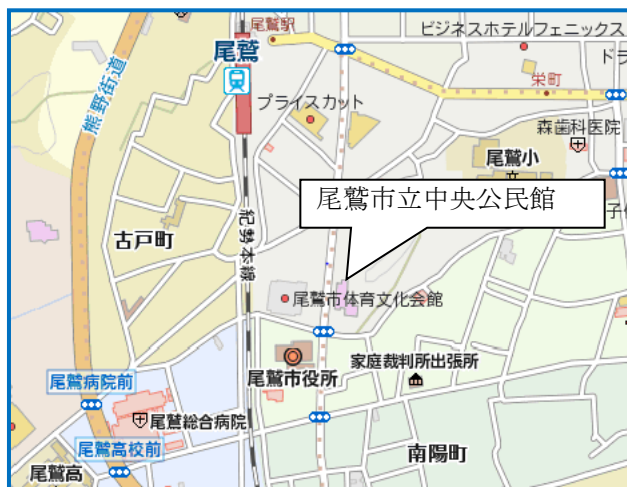 尾鷲駅
ビジネスホテルフェニックス
尾鷲
ドラ
熊野街道
プライスカット
栄町
森歯科医院
尾鷲小
尾鷲市立中央公民館
古戸町
紀勢本線
尾鷲市体育文化会館
家庭裁判所出張所
尾鷲市役所
尾鷲病院前
尾鷲総合病院
尾鷲高校前
南陽町
尾鷲高